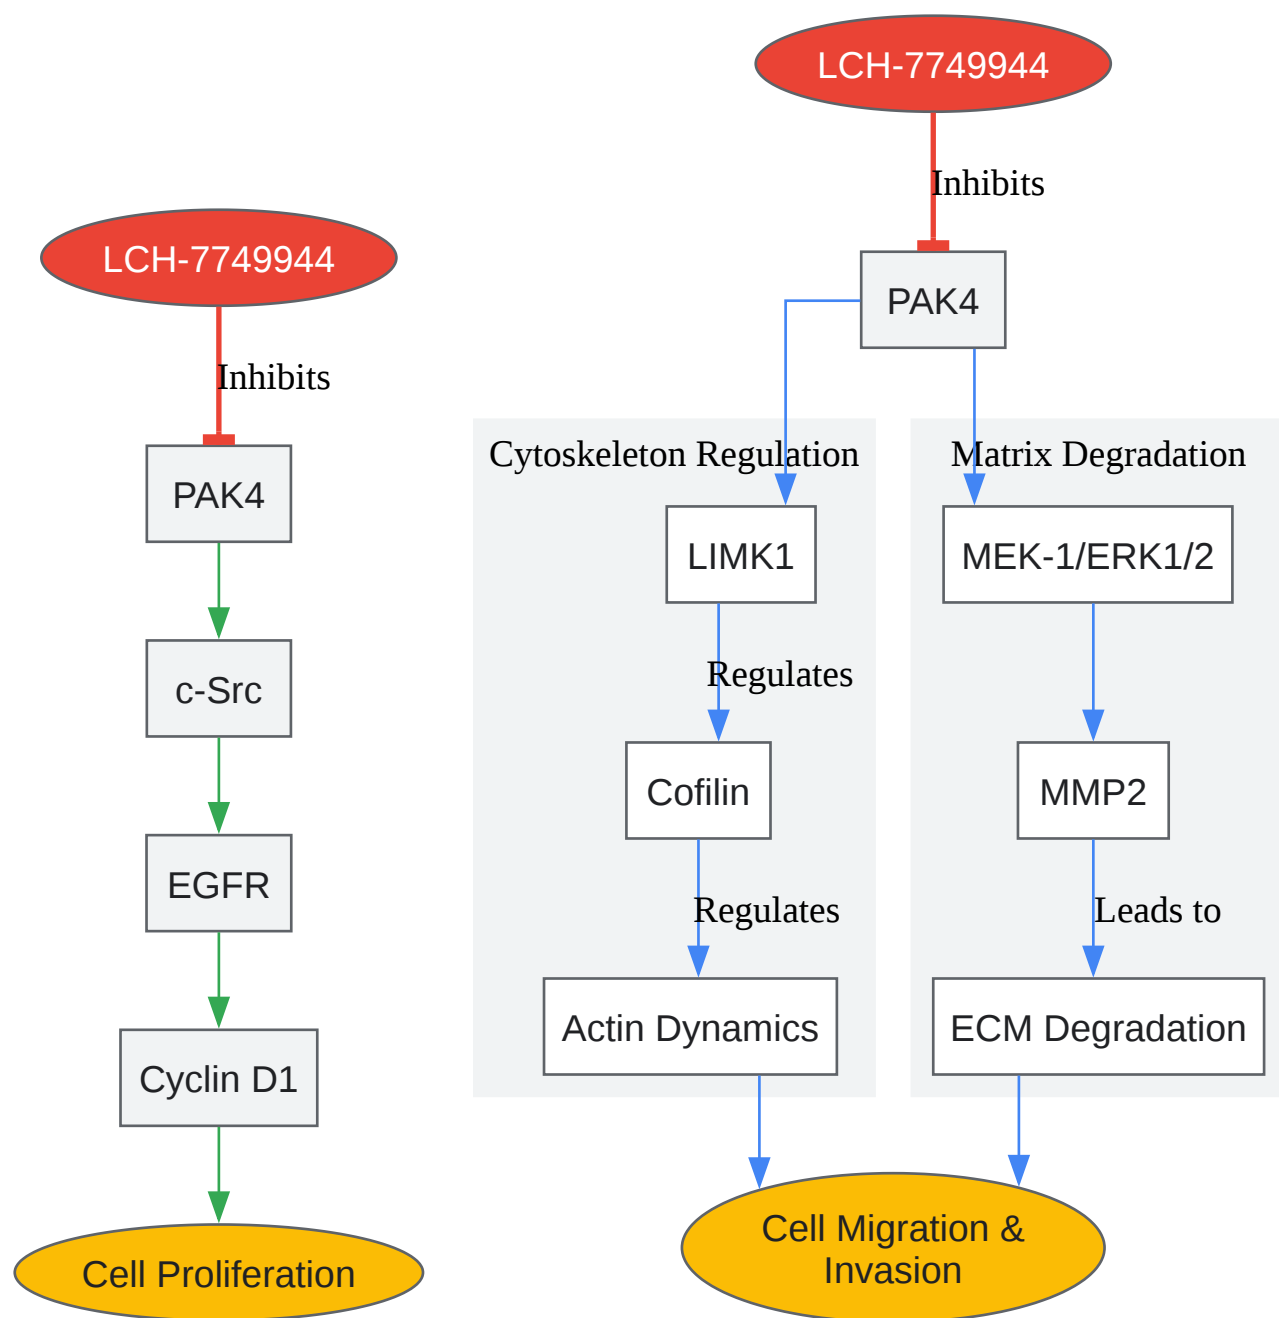 LCH-7749944
Inhibits
PAK4
c-Src
EGFR
Cyclin D1
Cell Proliferation
LCH-7749944
Inhibits
PAK4
Cytoskeleton Regulation
LIMK1
Regulates
Cofilin
Regulates
Actin Dynamics
Matrix Degradation
MEK-1/ERK1/2
MMP2
Leads to
ECM Degradation
Cell Migration &
Invasion